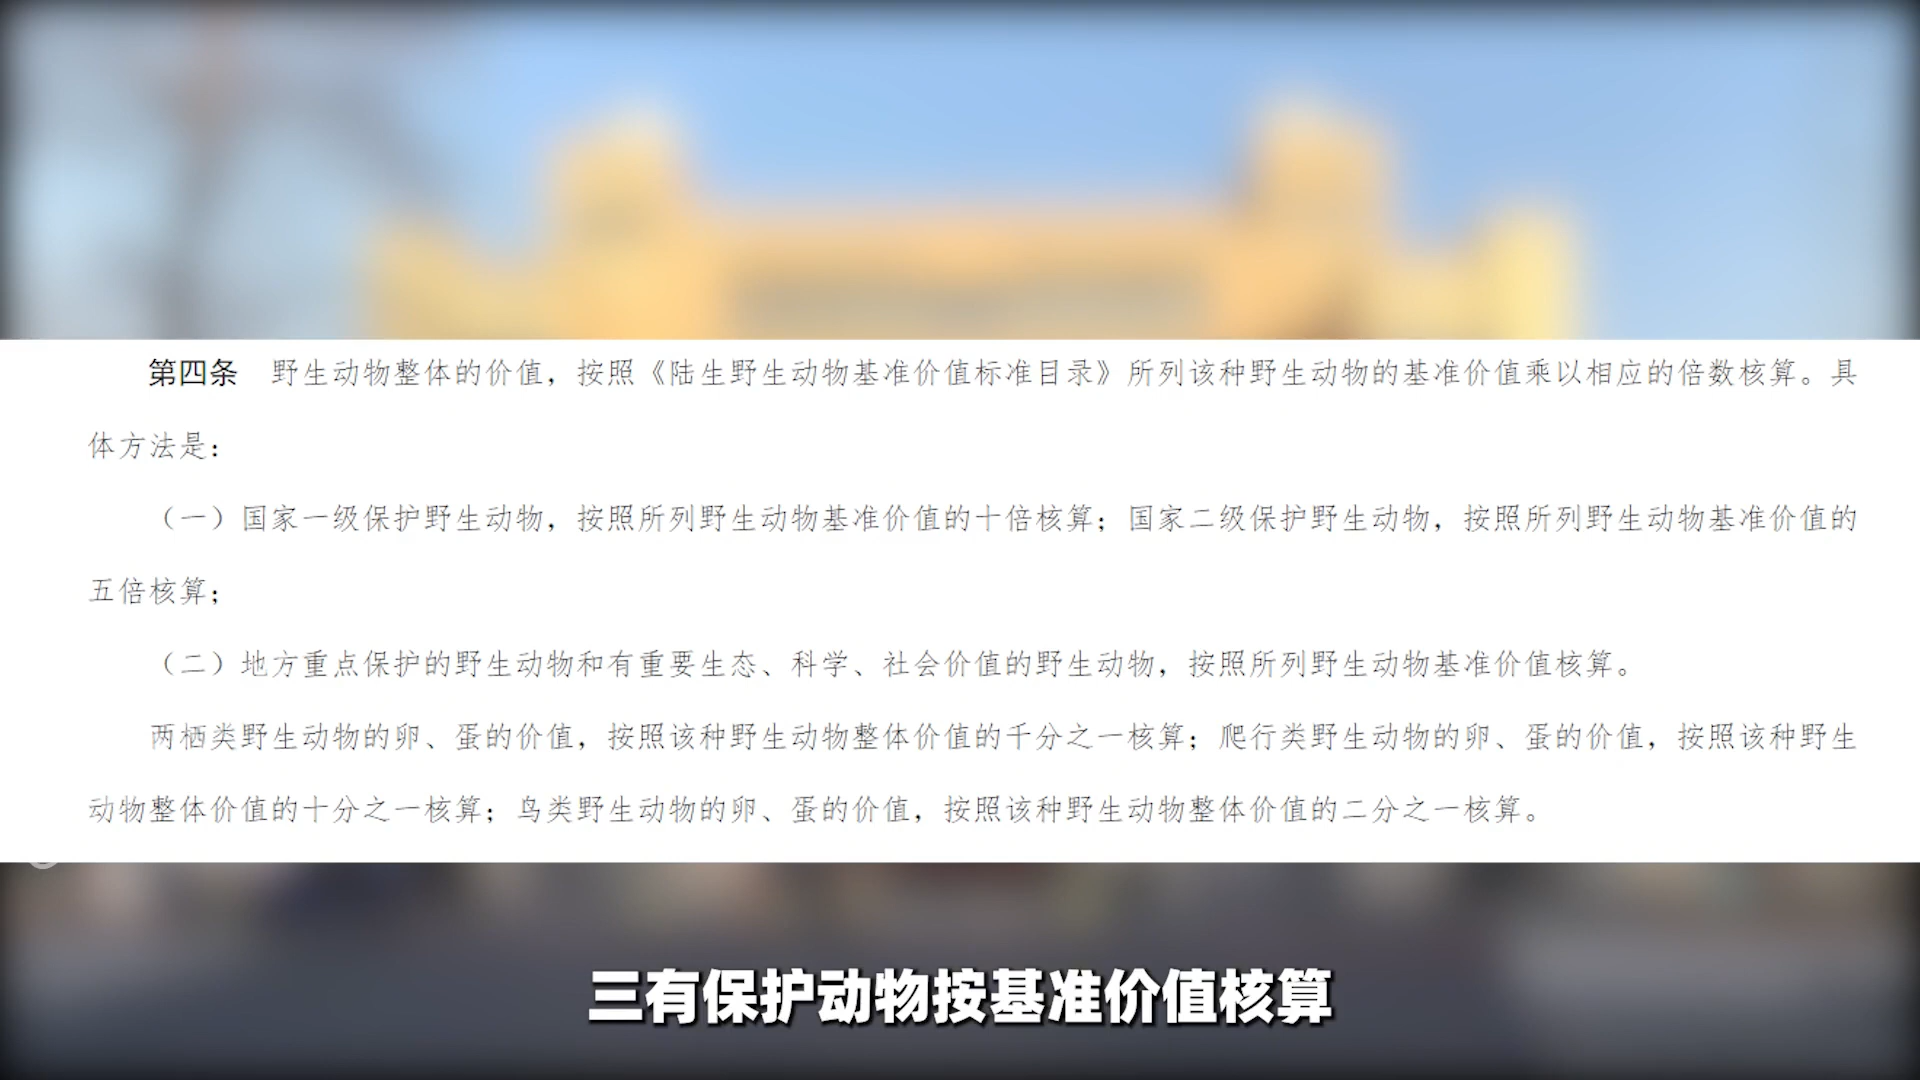 第四条 野生动物整体的价值，按照《陆生野生动物基准价值标准目录》所列该种野生动物的基准价值乘以相应的倍数核算。具
体方法是：
（一）国家一级保护野生动物，按照所列野生动物基准价值的十倍核算；国家二级保护野生动物，按照所列野生动物基准价值的
五倍核算；
（二）地方重点保护的野生动物和有重要生态、科学、社会价值的野生动物，按照所列野生动物基准价值核算。
两栖类野生动物的卵、蛋的价值，按照该种野生动物整体价值的千分之一核算；爬行类野生动物的卵、蛋的价值，按照该种野生
动物整体价值的十分之一核算；鸟类野生动物的卵、蛋的价值，按照该种野生动物整体价值的二分之一核算。
三有保护动物按基准价值核算